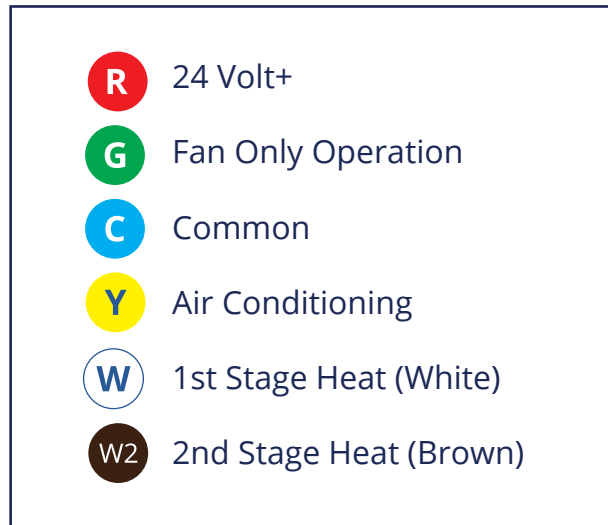 R 24 Volt+
G Fan Only Operation
C Common
Y Air Conditioning
W 1st Stage Heat (White)
W2 2nd Stage Heat (Brown)